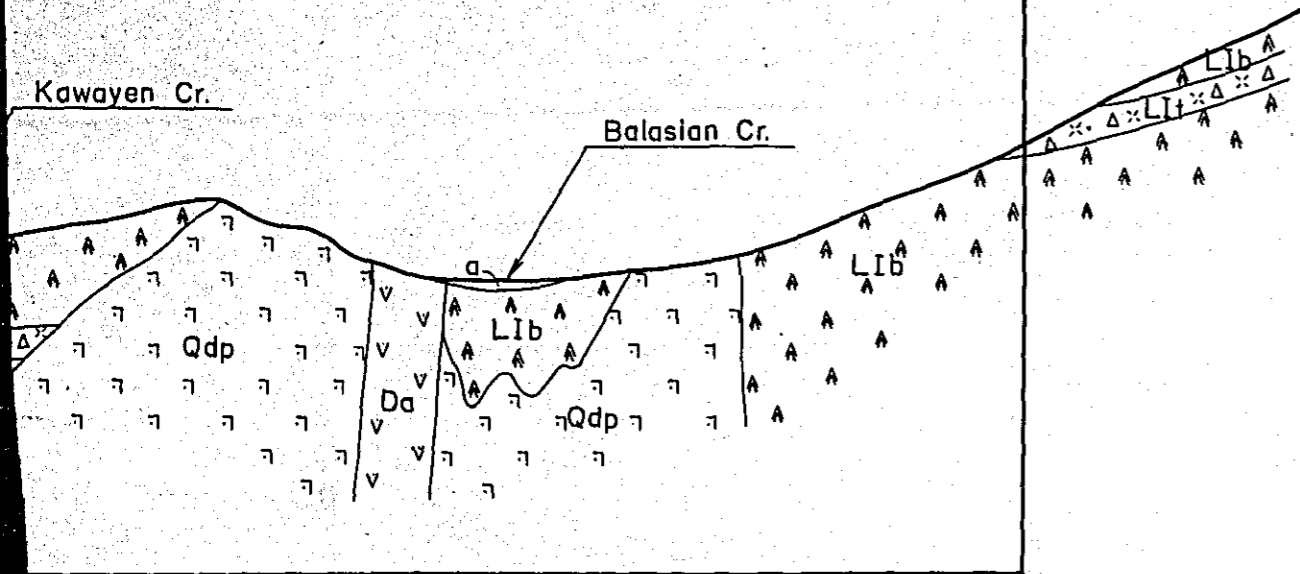 LIb
LIt
Kawayen Cr.
Balasian Cr.
a
LIb
LIb
Qdp
Da
Qdp